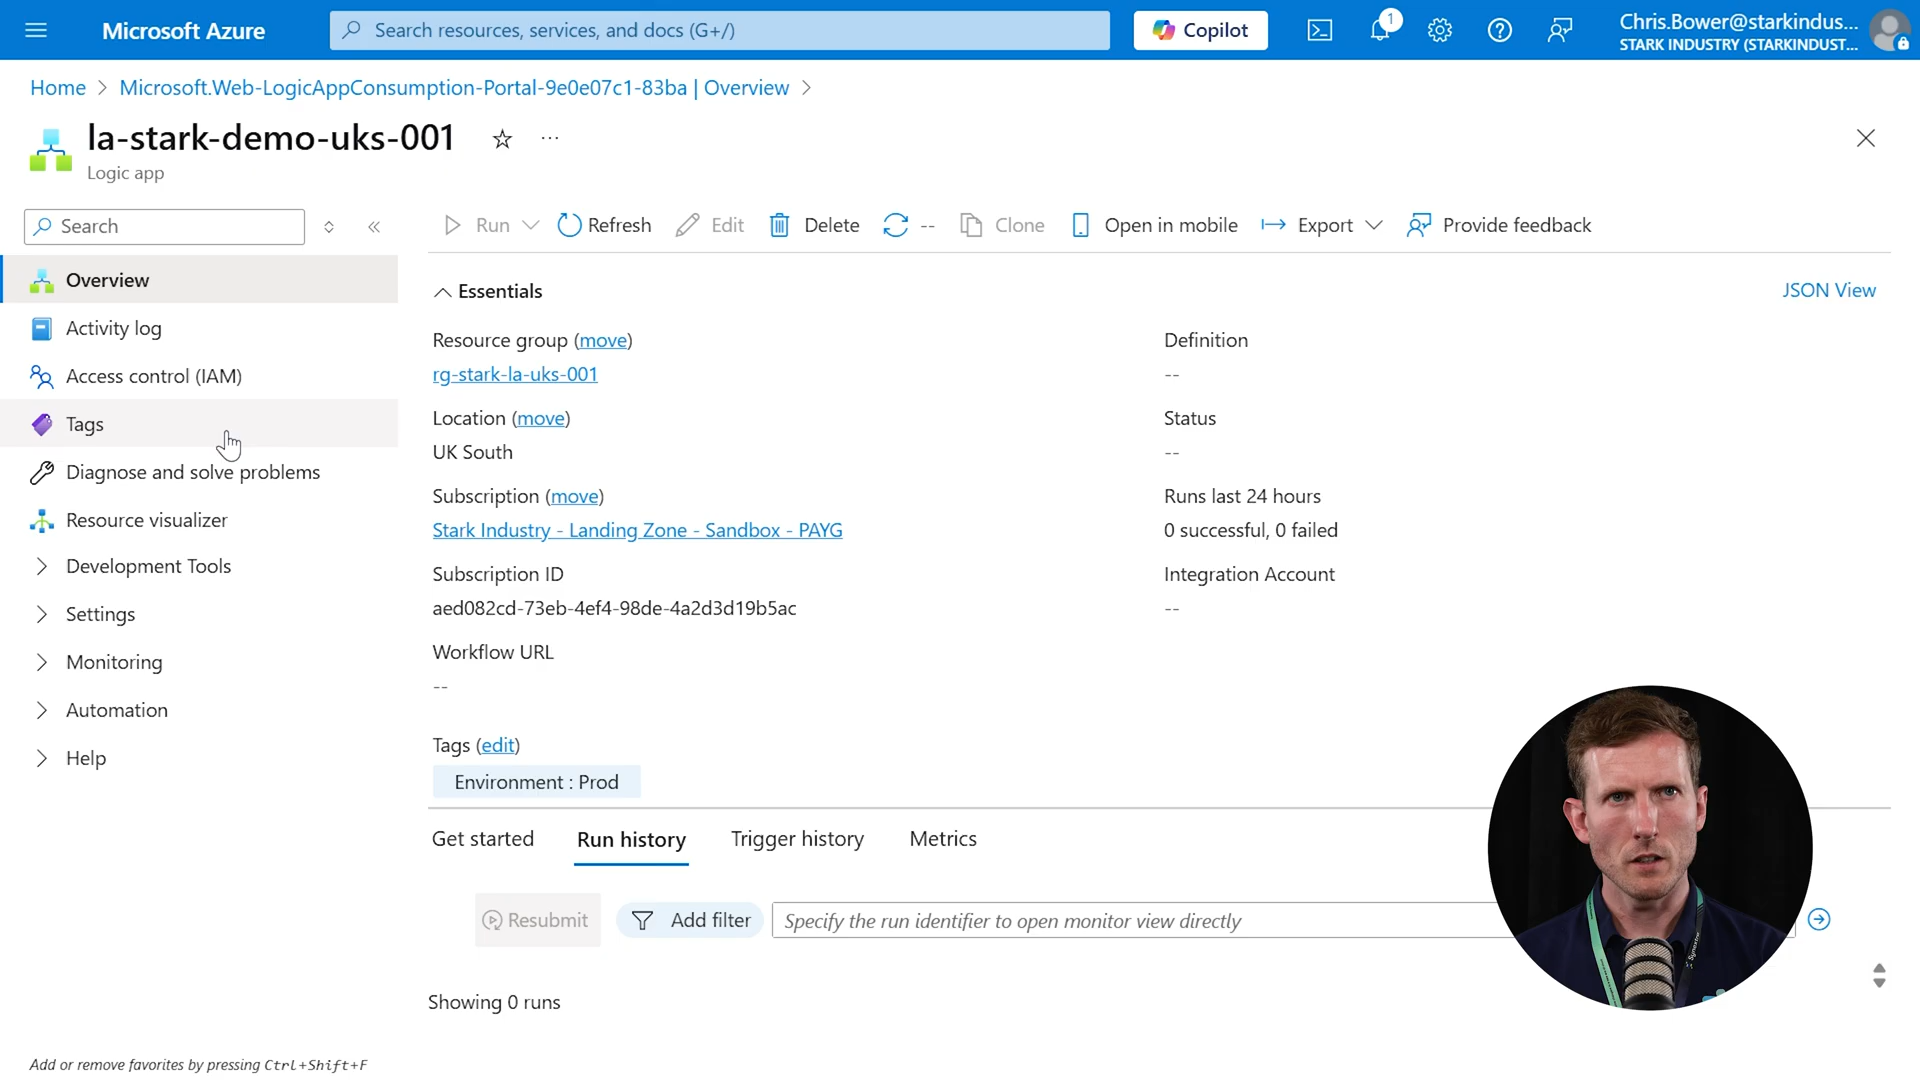 Microsoft Azure
Search resources, services, and docs (G+/)
Copilot
1
Chris.Bower@starkindus...
STARK INDUSTRY (STARKINDUST...
Home > Microsoft.Web-LogicAppConsumption-Portal-9e0e07c1-83ba | Overview >
la-stark-demo-uks-001
Logic app
Search
Run
Refresh
Edit
Delete
--
Clone
Open in mobile
Export
Provide feedback
Overview
Activity log
Access control (IAM)
Tags
Diagnose and solve problems
Resource visualizer
Development Tools
Settings
Monitoring
Automation
Help
Essentials
JSON View
Resource group (move)
rg-stark-la-uks-001
Location (move)
UK South
Subscription (move)
Stark Industry - Landing Zone - Sandbox - PAYG
Subscription ID
aed082cd-73eb-4ef4-98de-4a2d3d19b5ac
Workflow URL
--
Definition
--
Status
--
Runs last 24 hours
0 successful, 0 failed
Integration Account
--
Tags (edit)
Environment : Prod
Get started
Run history
Trigger history
Metrics
Resubmit
Add filter
Specify the run identifier to open monitor view directly
Showing 0 runs
Add or remove favorites by pressing Ctrl+Shift+F